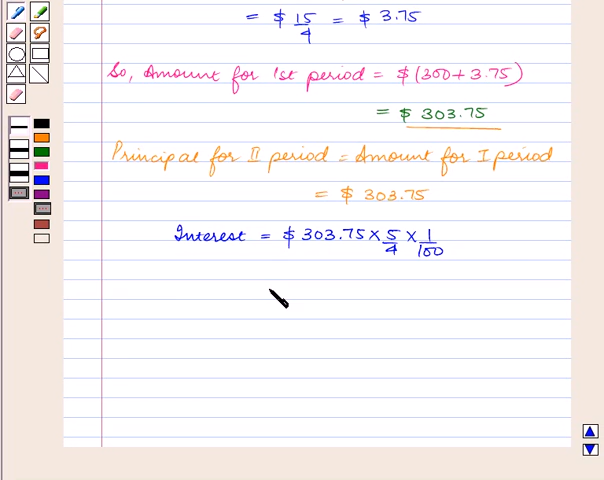 = $ 15/4 = $ 3.75
So, Amount for 1st period = $(300 + 3.75)
= $ 303.75
Principal for II period = Amount for I period
= $ 303.75
Interest = $ 303.75 × 5/4 × 1/100